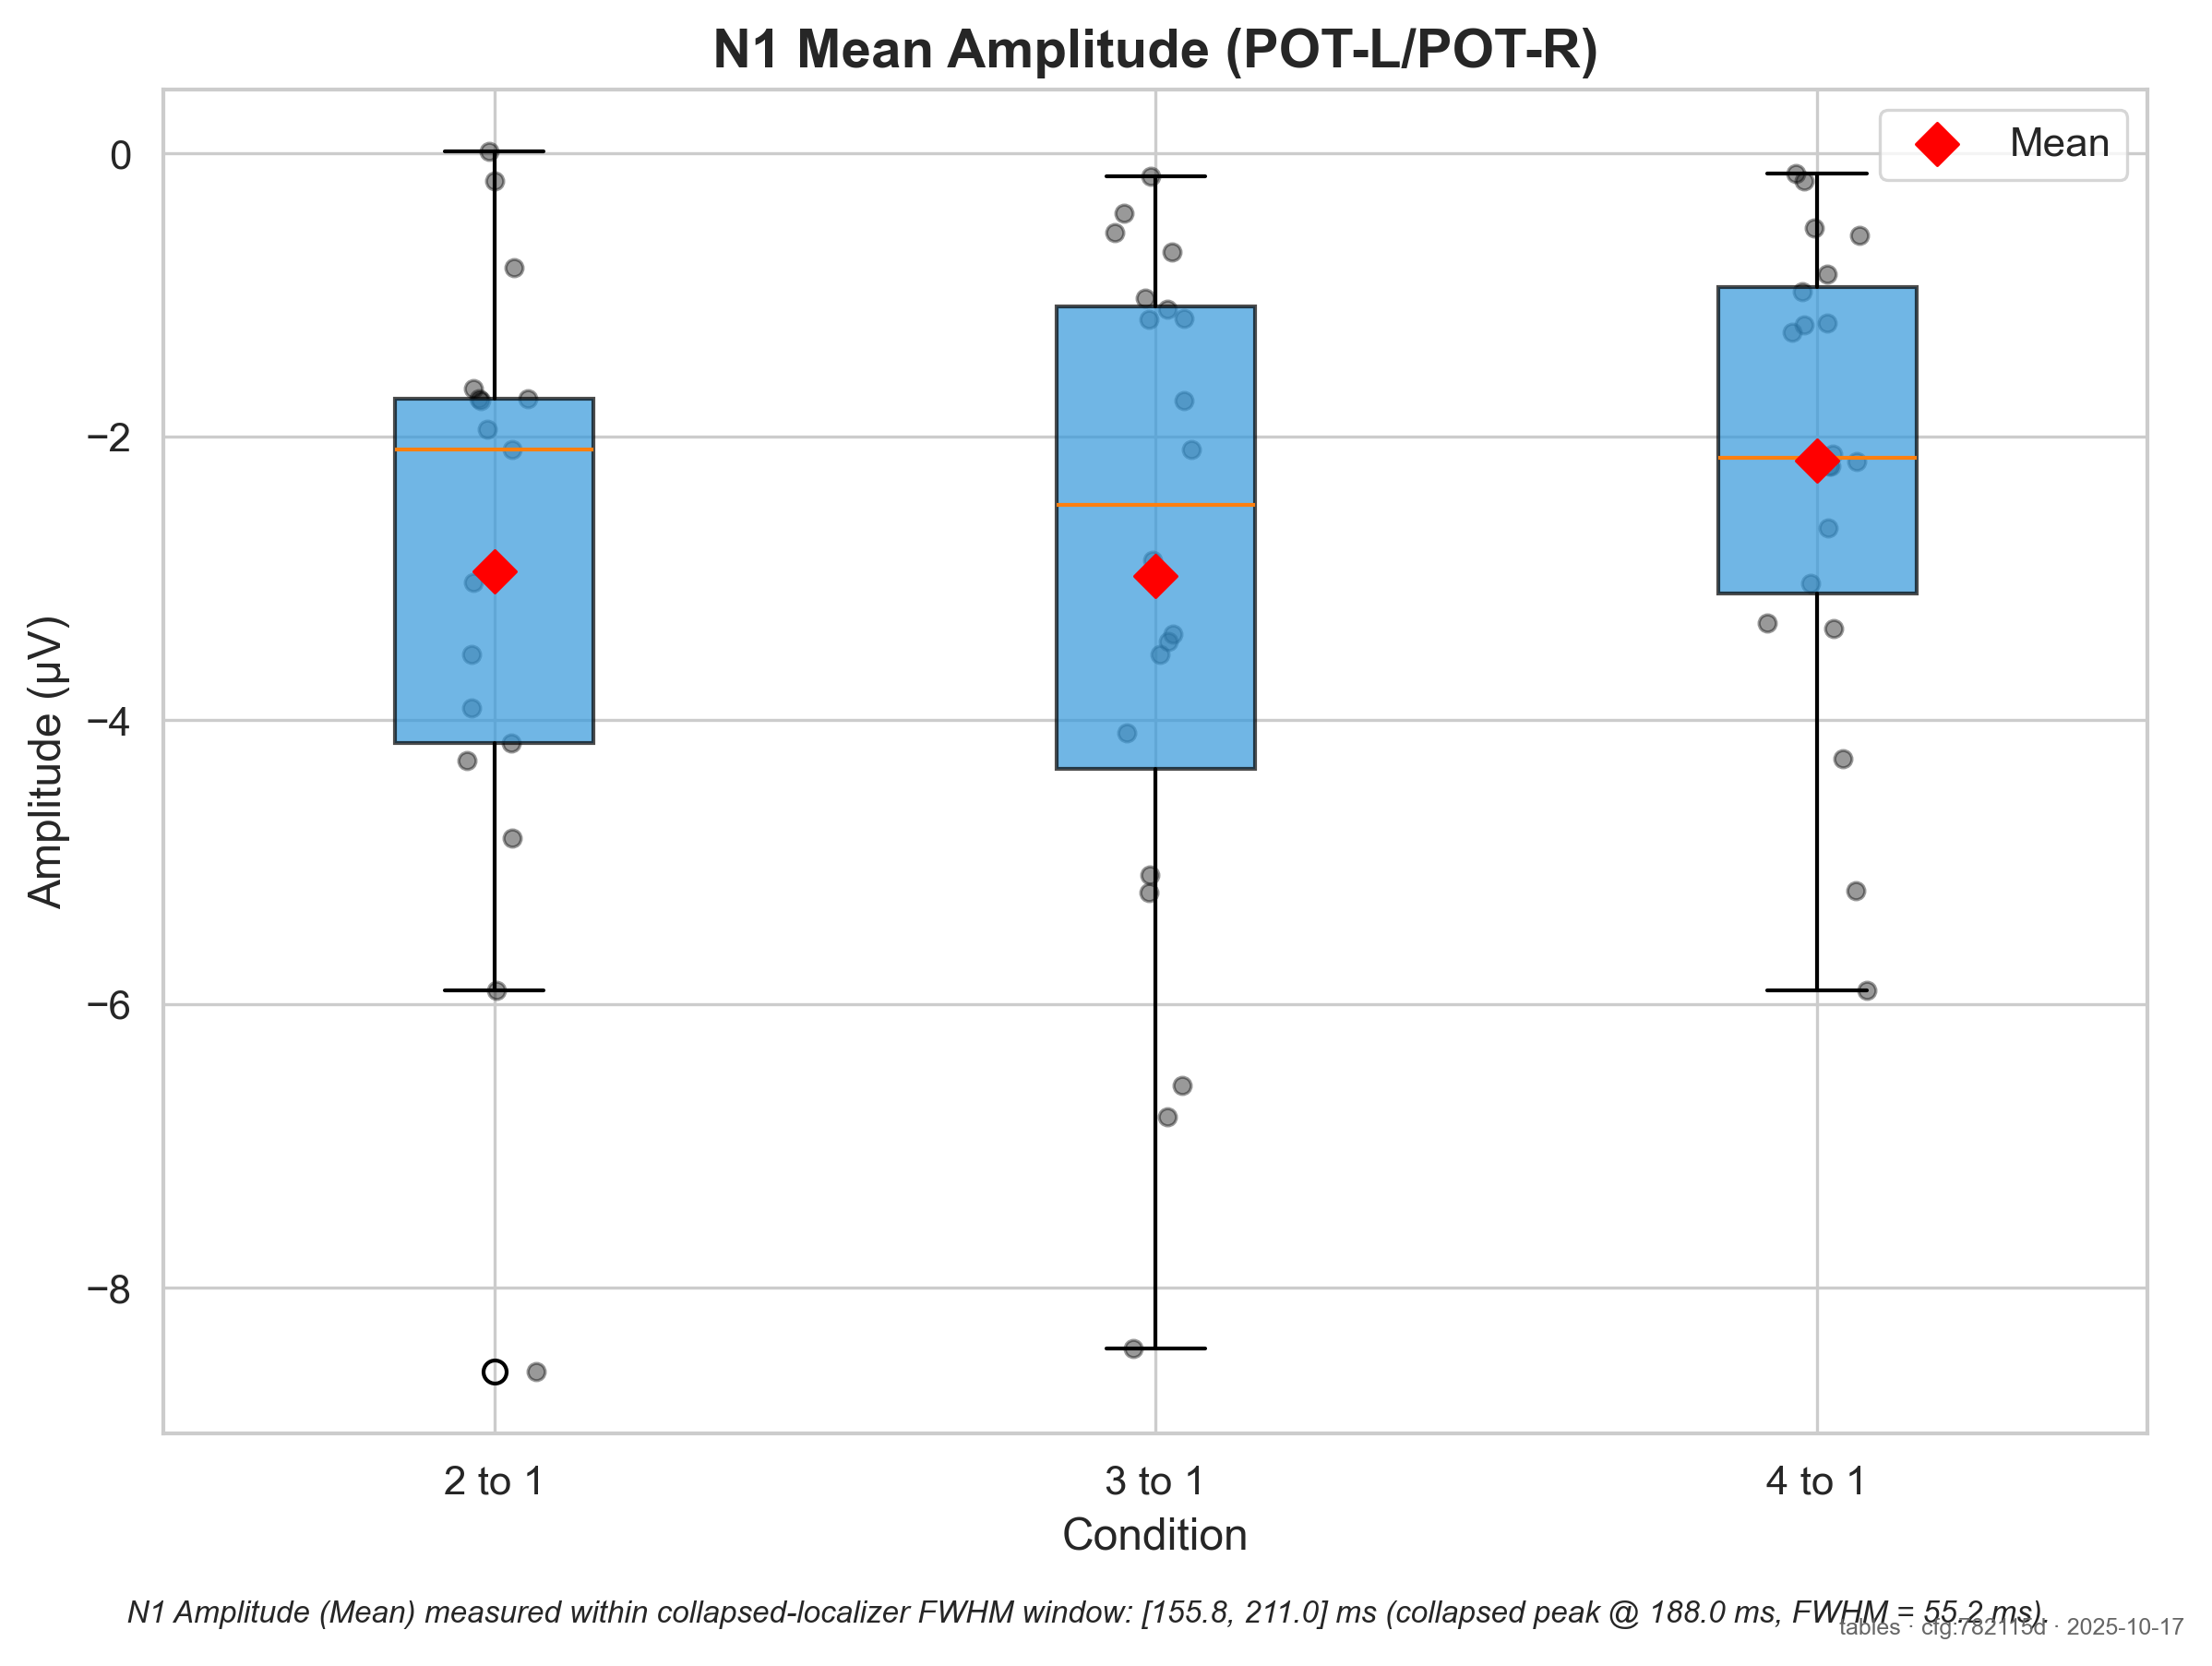 N1 Mean Amplitude (POT-L/POT-R)
Mean
0
−2
−4
−6
−8
Amplitude (µV)
2 to 1
3 to 1
4 to 1
Condition
N1 Amplitude (Mean) measured within collapsed-localizer FWHM window: [155.8, 211.0] ms (collapsed peak @ 188.0 ms, FWHM = 55.2 ms).
tables · cfg:782115d · 2025-10-17